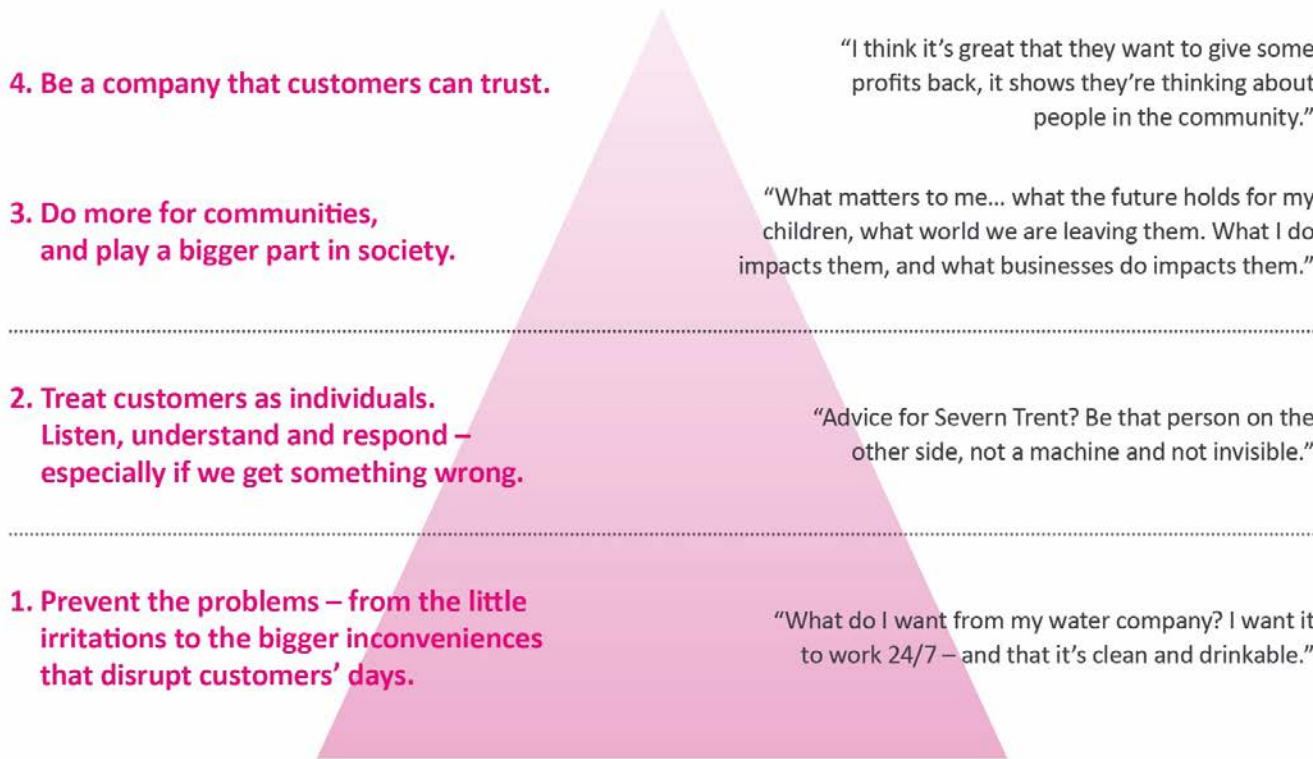 4. Be a company that customers can trust.
“I think it’s great that they want to give some
profits back, it shows they’re thinking about
people in the community.”
3. Do more for communities,
and play a bigger part in society.
“What matters to me... what the future holds for my
children, what world we are leaving them. What I do
impacts them, and what businesses do impacts them.”
2. Treat customers as individuals.
Listen, understand and respond –
especially if we get something wrong.
“Advice for Severn Trent? Be that person on the
other side, not a machine and not invisible.”
1. Prevent the problems – from the little
irritations to the bigger inconveniences
that disrupt customers’ days.
“What do I want from my water company? I want it
to work 24/7 – and that it’s clean and drinkable.”